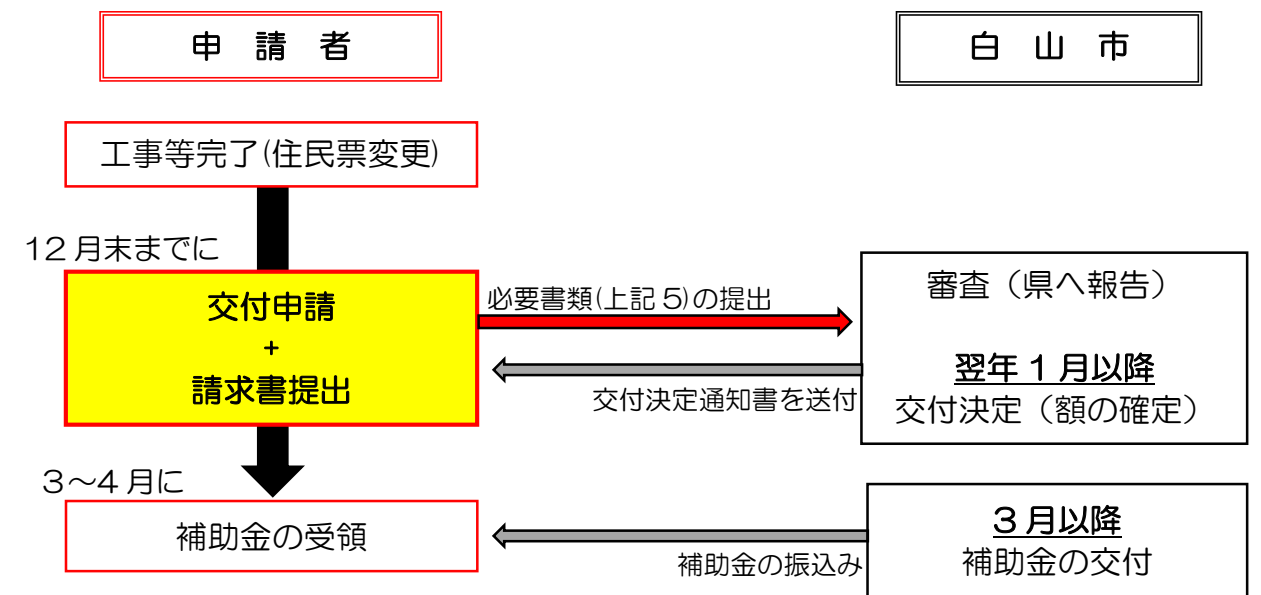 申 請 者
白 山 市
工事等完了(住民票変更)
12月末までに
交付申請
+
請求書提出
必要書類(上記5)の提出
審査（県へ報告）
翌年1月以降
交付決定（額の確定）
交付決定通知書を送付
3～4月に
補助金の受領
3月以降
補助金の交付
補助金の振込み